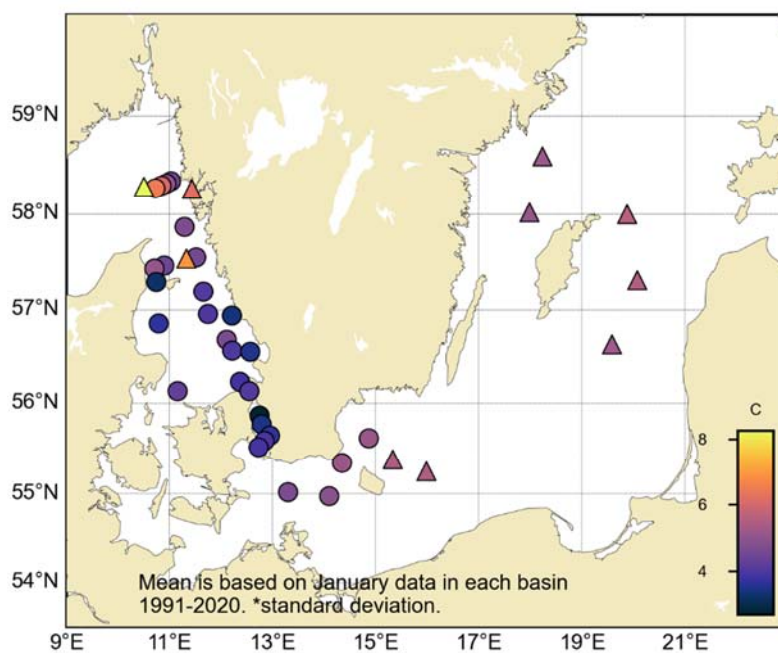 59°N
58°N
57°N
56°N
55°N
54°N
C
8
6
4
Mean is based on January data in each basin
1991-2020. *standard deviation.
9°E 11°E 13°E 15°E 17°E 19°E 21°E